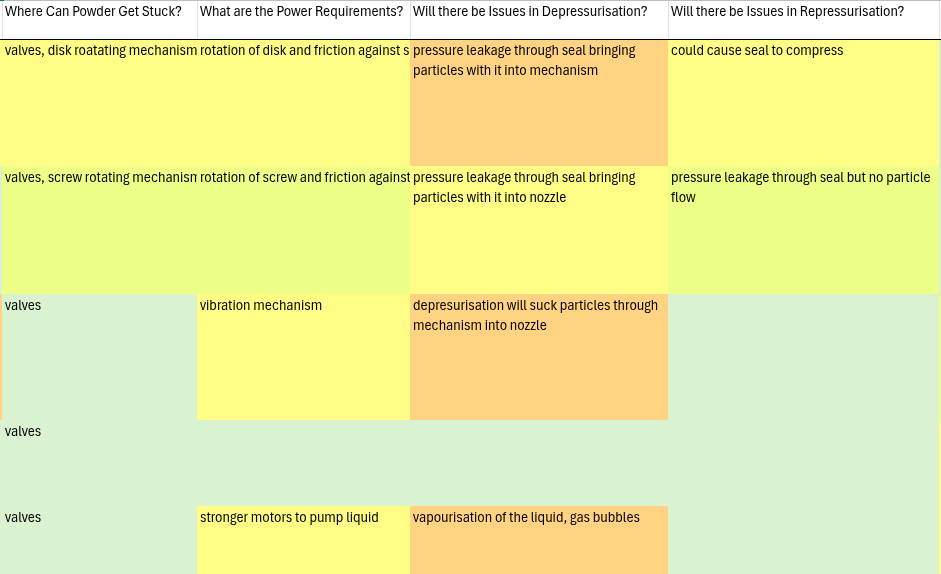 Where Can Powder Get Stuck? What are the Power Requirements? Will there be Issues in Depressurisation? Will there be Issues in Repressurisation?
valves, disk roatating mechanism rotation of disk and friction against s pressure leakage through seal bringing could cause seal to compress
particles with it into mechanism
valves, screw rotating mechanism rotation of screw and friction against pressure leakage through seal bringing pressure leakage through seal but no particle
particles with it into nozzle flow
valves vibration mechanism depresurisation will suck particles through
mechanism into nozzle
valves
valves stronger motors to pump liquid vapourisation of the liquid, gas bubbles